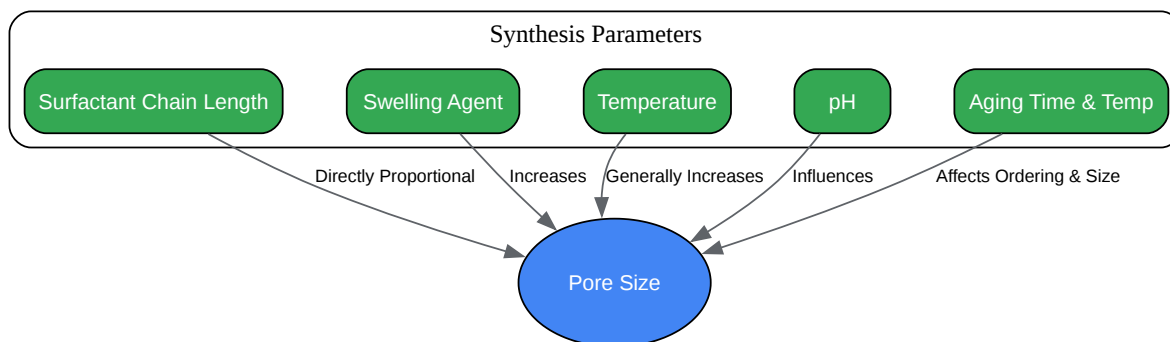 Synthesis Parameters
Surfactant Chain Length
Swelling Agent
Temperature
pH
Aging Time & Temp
Directly Proportional
Increases
Generally Increases
Influences
Affects Ordering & Size
Pore Size